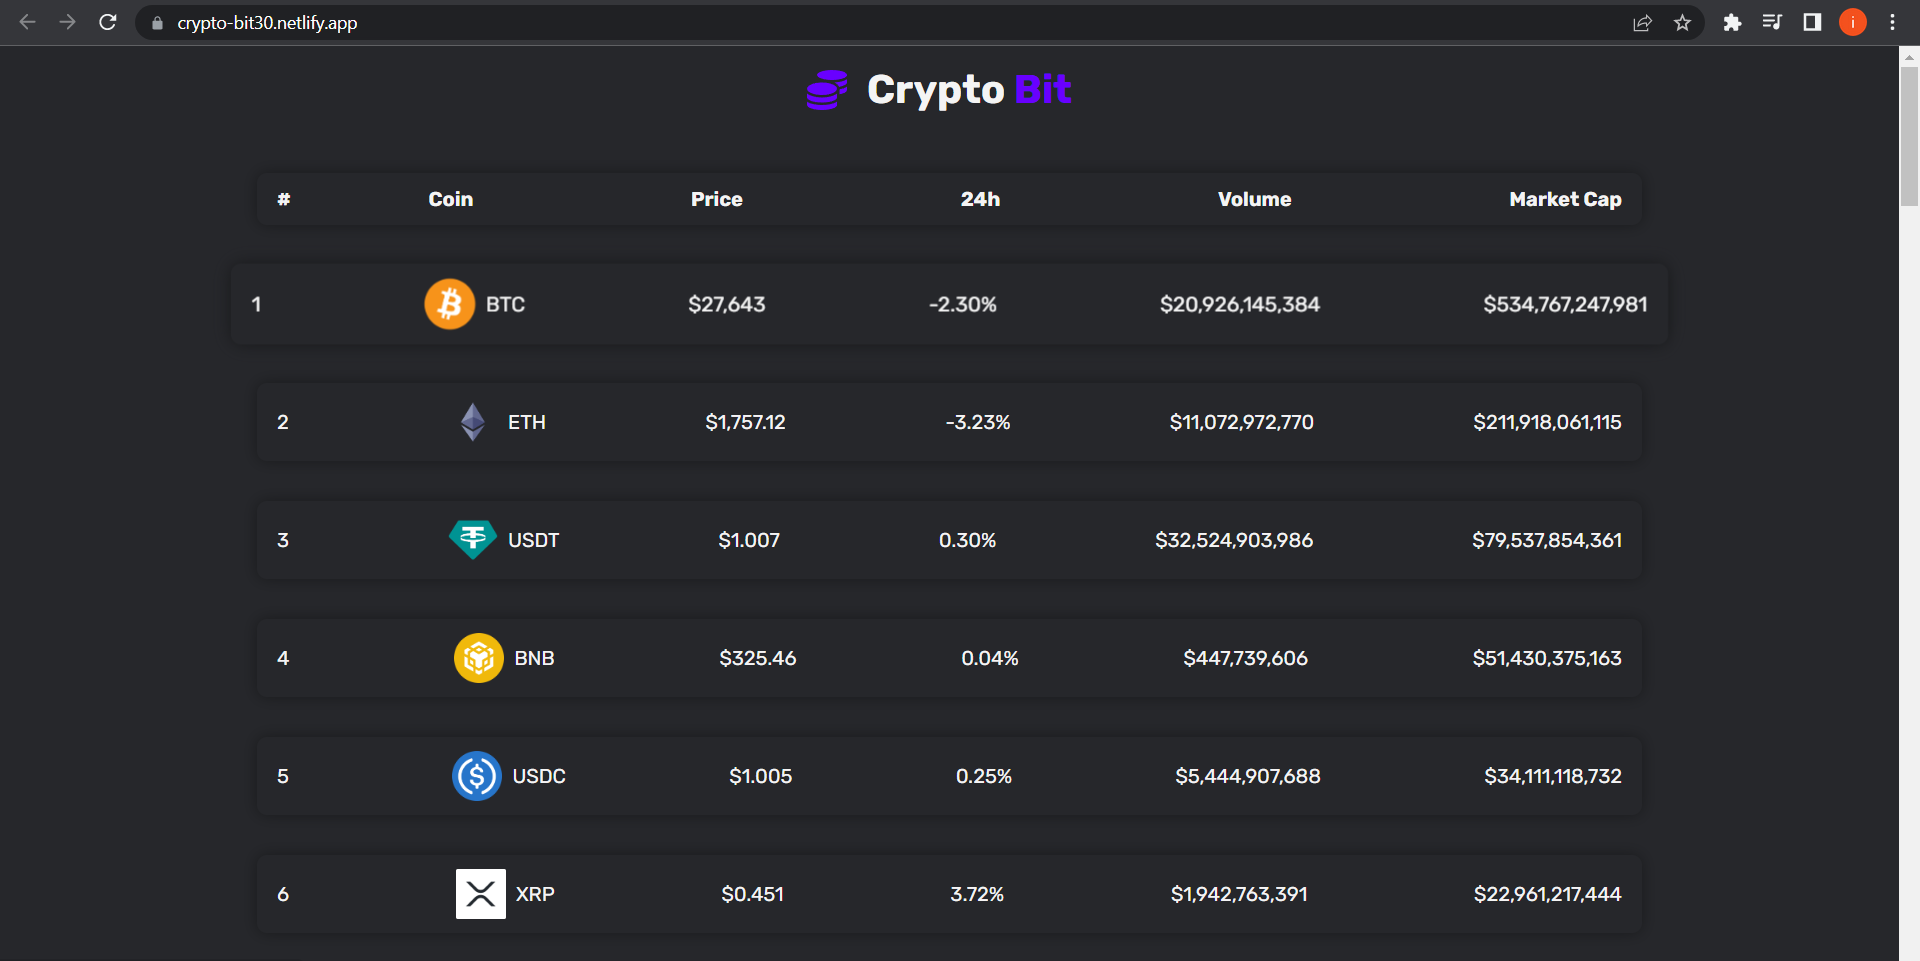 crypto-bit30.netlify.app
i
Crypto Bit
# Coin Price 24h Volume Market Cap
1 BTC $27,643 -2.30% $20,926,145,384 $534,767,247,981
2 ETH $1,757.12 -3.23% $11,072,972,770 $211,918,061,115
3 USDT $1.007 0.30% $32,524,903,986 $79,537,854,361
4 BNB $325.46 0.04% $447,739,606 $51,430,375,163
5 USDC $1.005 0.25% $5,444,907,688 $34,111,118,732
6 XRP $0.451 3.72% $1,942,763,391 $22,961,217,444